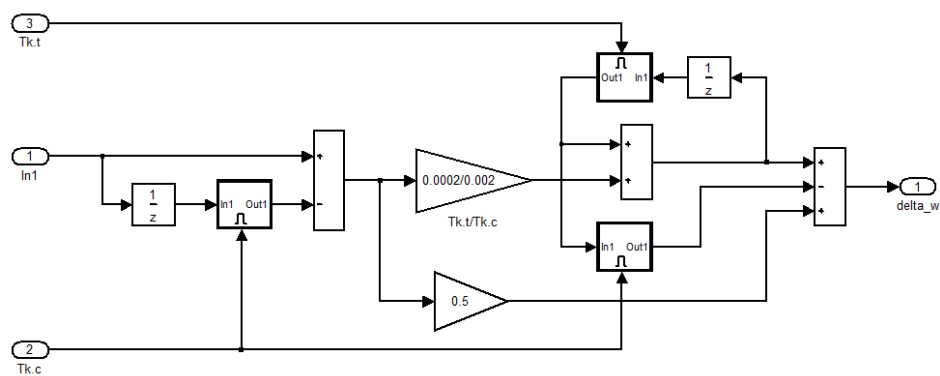 3
Tk.t
Out1 In1
1
z
1
In1
+
-
1
z
In1 Out1
0.0002/0.002
Tk.t/Tk.c
+
+
+
-
+
1
delta_w
In1 Out1
0.5
2
Tk.c